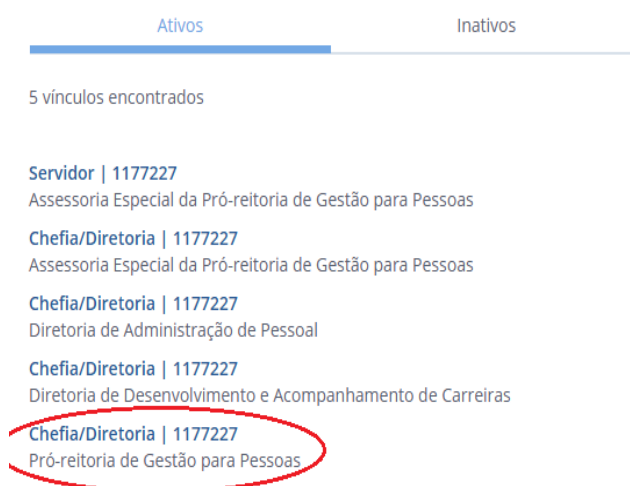 Ativos Inativos
5 vínculos encontrados
Servidor | 1177227
Assessoria Especial da Pró-reitoria de Gestão para Pessoas
Chefia/Diretoria | 1177227
Assessoria Especial da Pró-reitoria de Gestão para Pessoas
Chefia/Diretoria | 1177227
Diretoria de Administração de Pessoal
Chefia/Diretoria | 1177227
Diretoria de Desenvolvimento e Acompanhamento de Carreiras
Chefia/Diretoria | 1177227
Pró-reitoria de Gestão para Pessoas